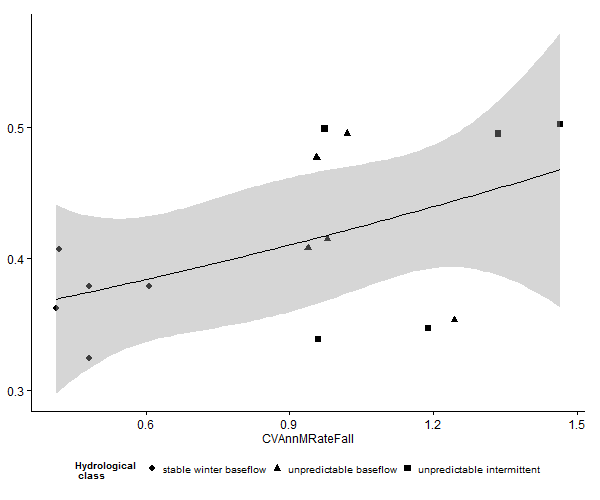 0.5
0.4
0.3
0.6
0.9
1.2
1.5
CVAnnMRateFall
Hydrological
class
stable winter baseflow
unpredictable baseflow
unpredictable intermittent